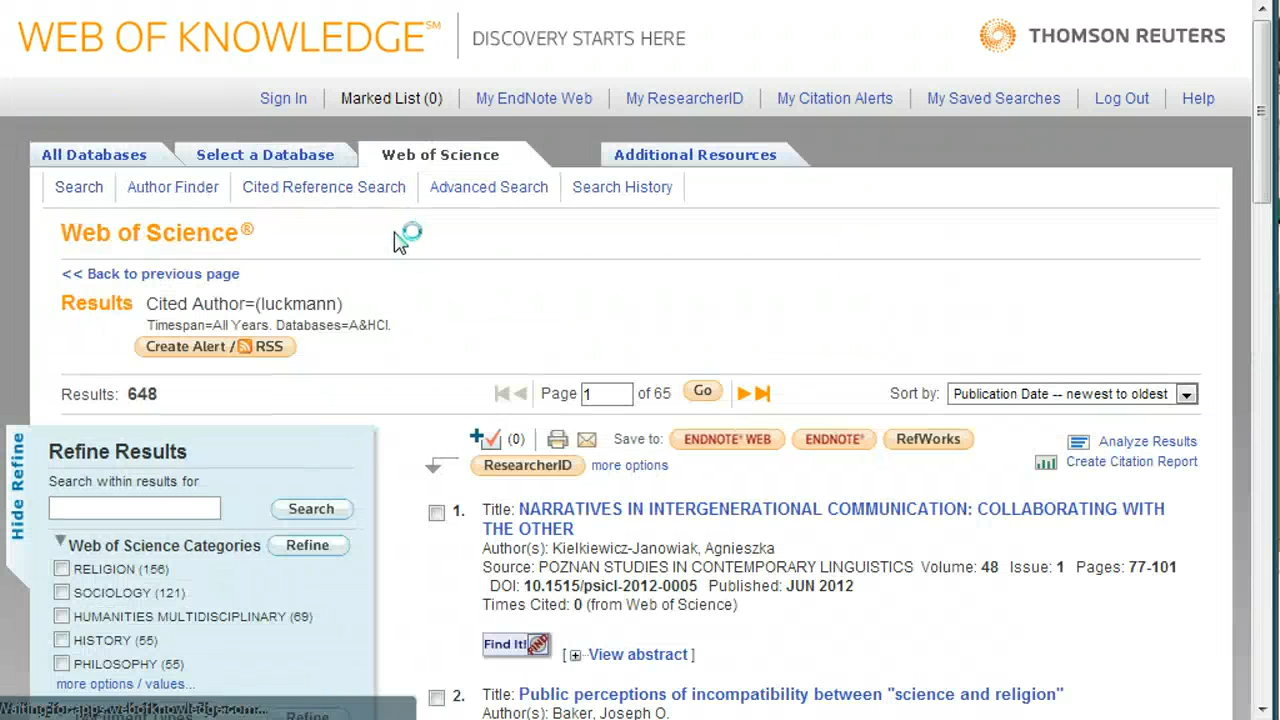 WEB OF KNOWLEDGE℠ DISCOVERY STARTS HERE THOMSON REUTERS
Sign In Marked List (0) My EndNote Web My ResearcherID My Citation Alerts My Saved Searches Log Out Help
All Databases Select a Database Web of Science Additional Resources
Search Author Finder Cited Reference Search Advanced Search Search History
Web of Science®
<< Back to previous page
Results Cited Author=(luckmann)
Timespan=All Years. Databases=A&HCI.
Create Alert / RSS
Results: 648 Page 1 of 65 Go Sort by: Publication Date -- newest to oldest
Hide Refine
Refine Results
Search within results for
Search
Web of Science Categories Refine
RELIGION (156)
SOCIOLOGY (121)
HUMANITIES MULTIDISCIPLINARY (69)
HISTORY (55)
PHILOSOPHY (55)
more options / values...
Document Types Refine
(0) Save to: ENDNOTE® WEB ENDNOTE® RefWorks
ResearcherID more options
Analyze Results
Create Citation Report
1. Title: NARRATIVES IN INTERGENERATIONAL COMMUNICATION: COLLABORATING WITH
THE OTHER
Author(s): Kielkiewicz-Janowiak, Agnieszka
Source: POZNAN STUDIES IN CONTEMPORARY LINGUISTICS Volume: 48 Issue: 1 Pages: 77-101
DOI: 10.1515/psicl-2012-0005 Published: JUN 2012
Times Cited: 0 (from Web of Science)
Find It! FIND [ + View abstract ]
2. Title: Public perceptions of incompatibility between "science and religion"
Author(s): Baker, Joseph O.
Waiting for apps.webofknowledge.com...